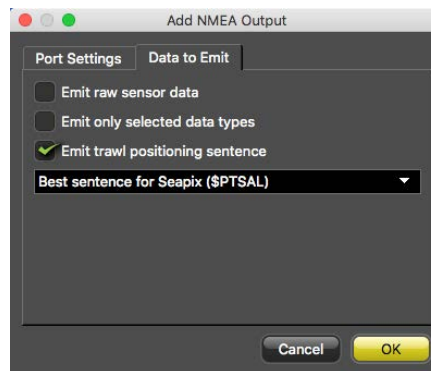 Add NMEA Output
Port Settings Data to Emit
Emit raw sensor data
Emit only selected data types
Emit trawl positioning sentence
Best sentence for Seapix ($PTSAL)
Cancel OK